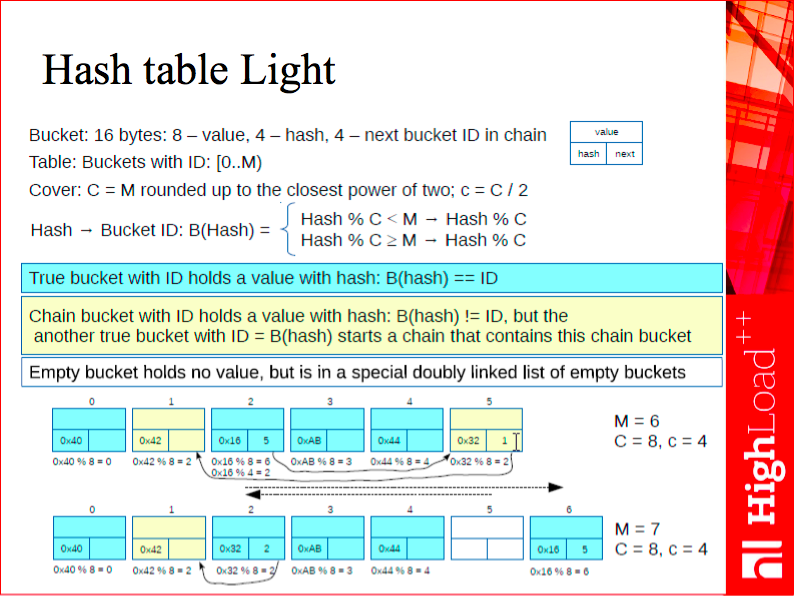 Hash table Light
Bucket: 16 bytes: 8 – value, 4 – hash, 4 – next bucket ID in chain
value
hash next
Table: Buckets with ID: [0..M)
Cover: C = M rounded up to the closest power of two; c = C / 2
Hash → Bucket ID: B(Hash) =
Hash % C < M → Hash % C
Hash % C ≥ M → Hash % C
True bucket with ID holds a value with hash: B(hash) == ID
Chain bucket with ID holds a value with hash: B(hash) != ID, but the
another true bucket with ID = B(hash) starts a chain that contains this chain bucket
Empty bucket holds no value, but is in a special doubly linked list of empty buckets
0 1 2 3 4 5
0x40 0x42 0x16 5 0xAB 0x44 0x32 1
0x40 % 8 = 0 0x42 % 8 = 2 0x16 % 8 = 6 0xAB % 8 = 3 0x44 % 8 = 4 0x32 % 8 = 2
0x16 % 4 = 2
M = 6
C = 8, c = 4
0 1 2 3 4 5 6
0x40 0x42 0x32 2 0xAB 0x44 0x16 5
0x40 % 8 = 0 0x42 % 8 = 2 0x32 % 8 = 2 0xAB % 8 = 3 0x44 % 8 = 4 0x16 % 8 = 6
M = 7
C = 8, c = 4
HighLoad++